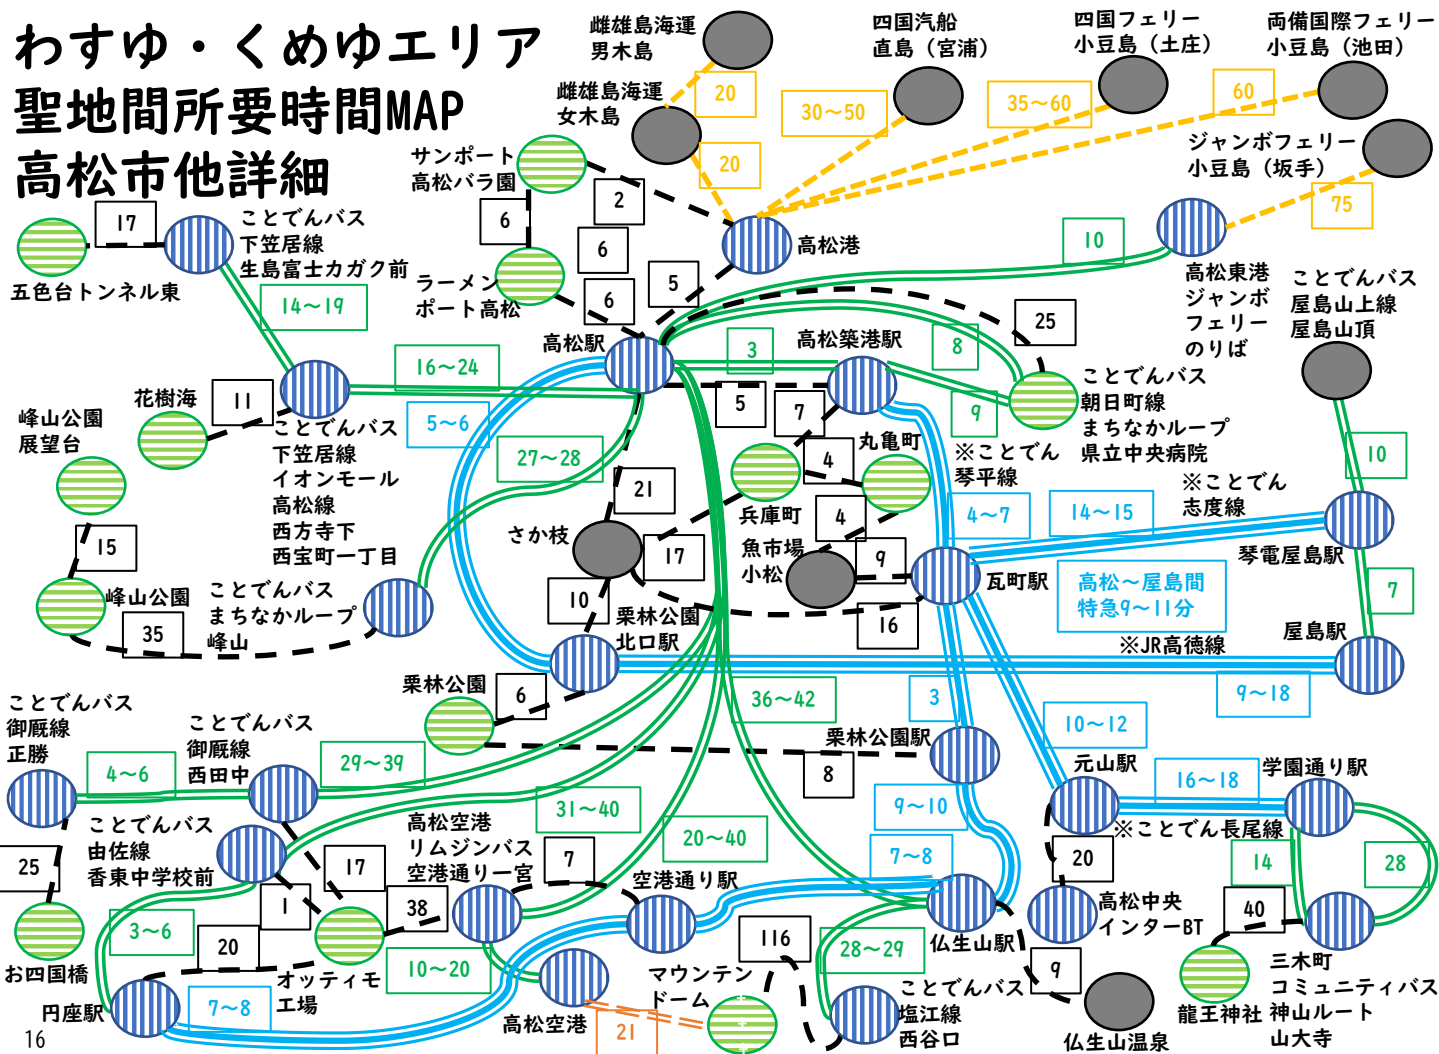 わすゆ・くめゆエリア
聖地間所要時間MAP
高松市他詳細
雌雄島海運
男木島
雌雄島海運
女木島
四国汽船
直島（宮浦）
四国フェリー
小豆島（土庄）
両備国際フェリー
小豆島（池田）
ジャンボフェリー
小豆島（坂手）
20
20
30～50
35～60
60
75
サンポート
高松バラ園
2
6
6
6
5
高松港
10
高松東港
ジャンボ
フェリー
のりば
ことでんバス
屋島山上線
屋島山頂
17
五色台トンネル東
ことでんバス
下笠居線
生島富士カガク前
14～19
ラーメン
ポート高松
高松駅
16～24
3
高松築港駅
8
25
5
7
9
ことでんバス
朝日町線
まちなかループ
県立中央病院
花樹海
11
峰山公園
展望台
15
ことでんバス
下笠居線
イオンモール
高松線
西方寺下
西宝町一丁目
5～6
27～28
21
丸亀町
4
兵庫町
4
魚市場
小松
9
※ことでん
琴平線
4～7
14～15
※ことでん
志度線
10
琴電屋島駅
さか枝
17
瓦町駅
高松～屋島間
特急9～11分
7
峰山公園
35
ことでんバス
まちなかループ
峰山
10
栗林公園
北口駅
16
※JR高徳線
屋島駅
9～18
栗林公園
6
36～42
3
栗林公園駅
8
10～12
元山駅
16～18
学園通り駅
※ことでん長尾線
ことでんバス
御厩線
正勝
4～6
ことでんバス
御厩線
西田中
29～39
31～40
20～40
9～10
7～8
20
14
28
ことでんバス
由佐線
香東中学校前
25
1
17
38
高松空港
リムジンバス
空港通り一宮
7
空港通り駅
仏生山駅
高松中央
インターBT
40
お四国橋
3～6
20
オッティモ
工場
10～20
116
28～29
9
円座駅
7～8
高松空港
21
マウンテン
ドーム
ことでんバス
塩江線
西谷口
仏生山温泉
龍王神社
三木町
コミュニティバス
神山ルート
山大寺
16